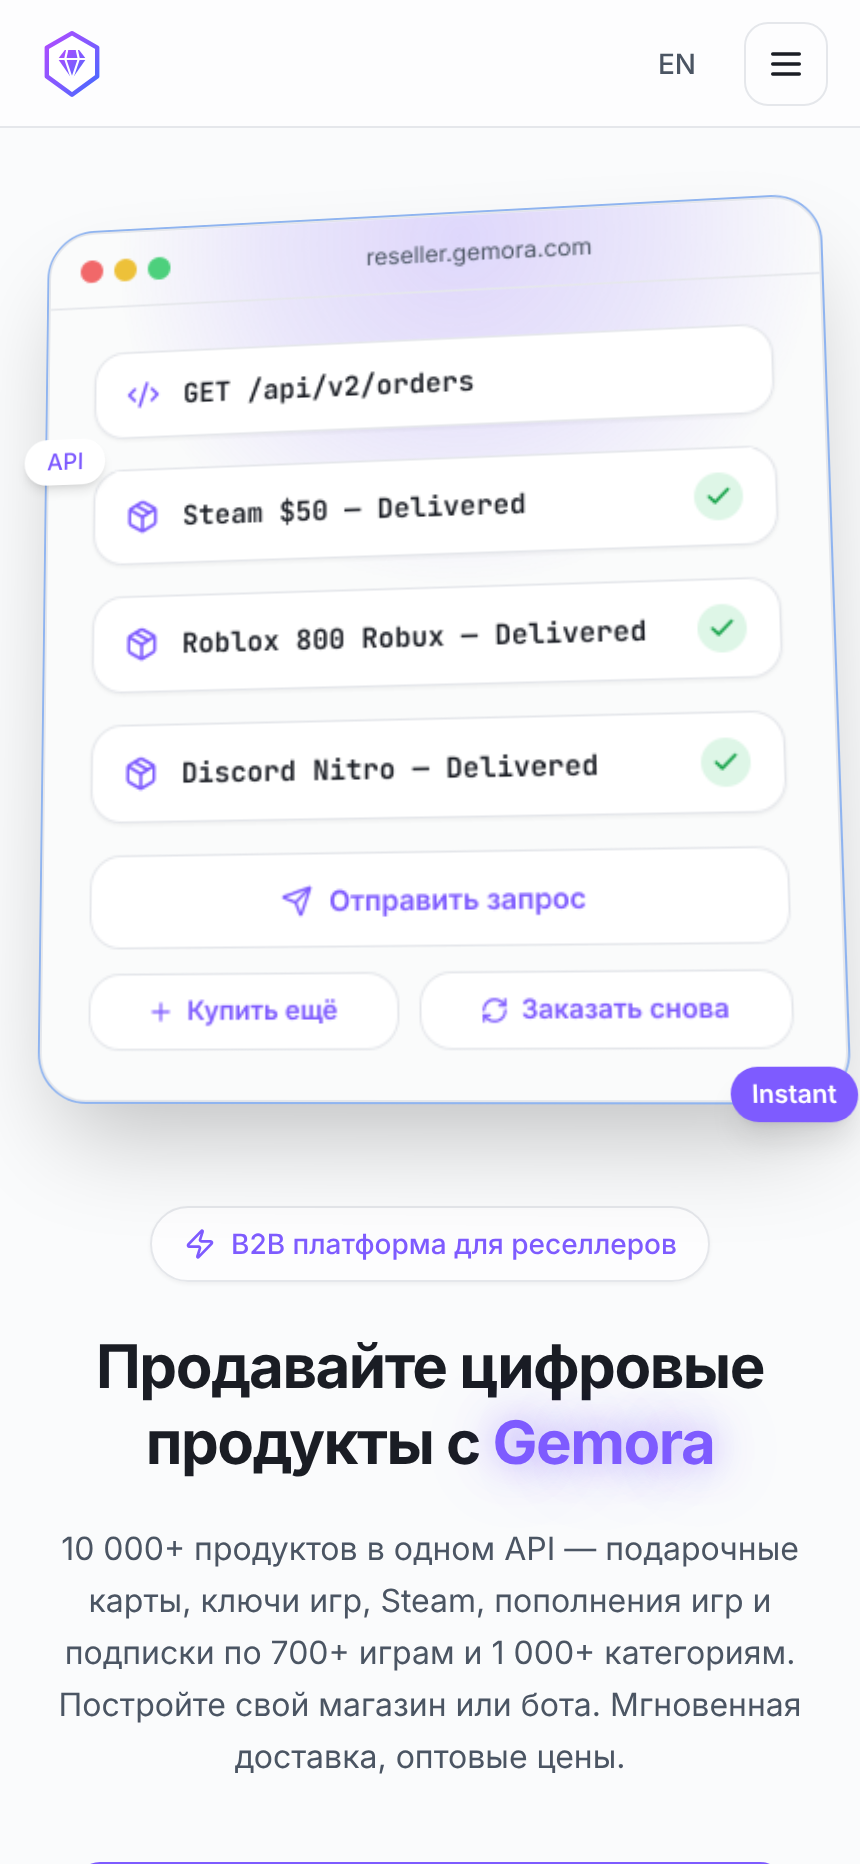 EN
reseller.gemora.com
GET /api/v2/orders
API
Steam $50 — Delivered
Roblox 800 Robux — Delivered
Discord Nitro — Delivered
Отправить запрос
Купить ещё
Заказать снова
Instant
B2B платформа для реселлеров
Продавайте цифровые
продукты с Gemora
10 000+ продуктов в одном API — подарочные
карты, ключи игр, Steam, пополнения игр и
подписки по 700+ играм и 1 000+ категориям.
Постройте свой магазин или бота. Мгновенная
доставка, оптовые цены.